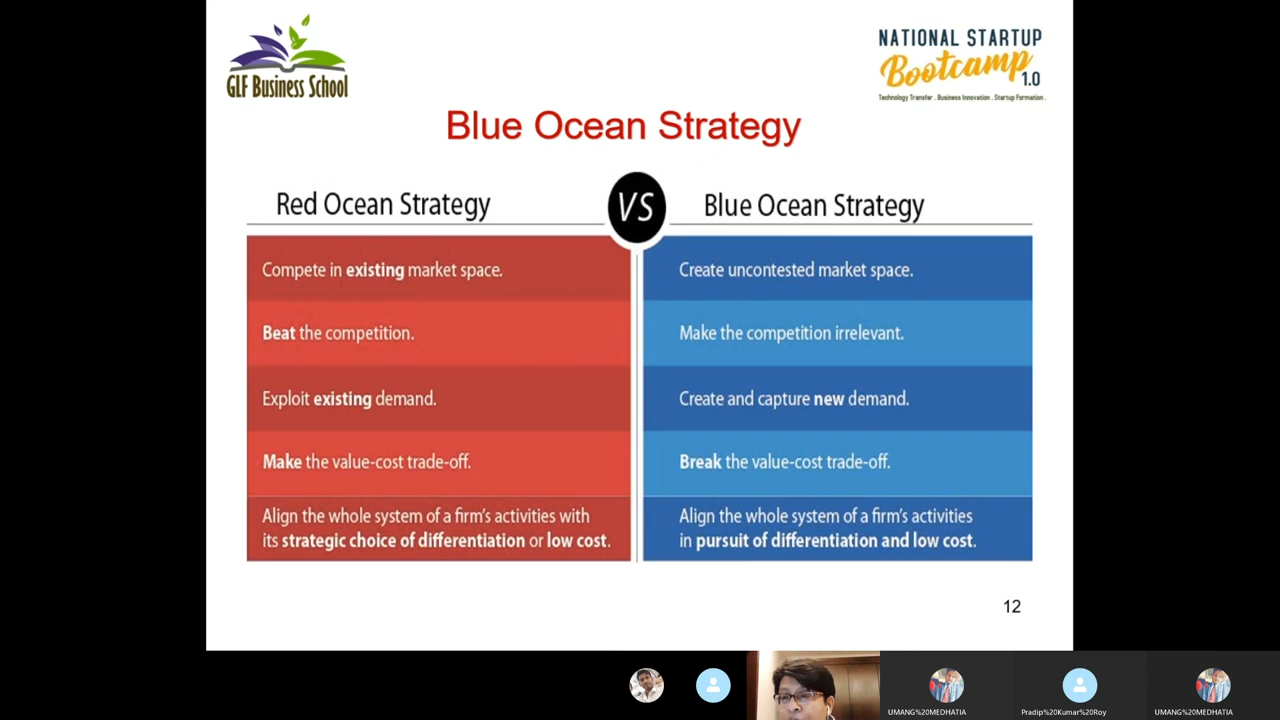 GLF Business School
NATIONAL STARTUP
Bootcamp
1.0
Technology Transfer . Business Innovation . Startup Formation .
Blue Ocean Strategy
Red Ocean Strategy
VS
Blue Ocean Strategy
Compete in existing market space.
Create uncontested market space.
Beat the competition.
Make the competition irrelevant.
Exploit existing demand.
Create and capture new demand.
Make the value-cost trade-off.
Break the value-cost trade-off.
Align the whole system of a firm's activities with
its strategic choice of differentiation or low cost.
Align the whole system of a firm's activities
in pursuit of differentiation and low cost.
12
UMANG%20MEDHATIA
Pradip%20Kumar%20Roy
UMANG%20MEDHATIA